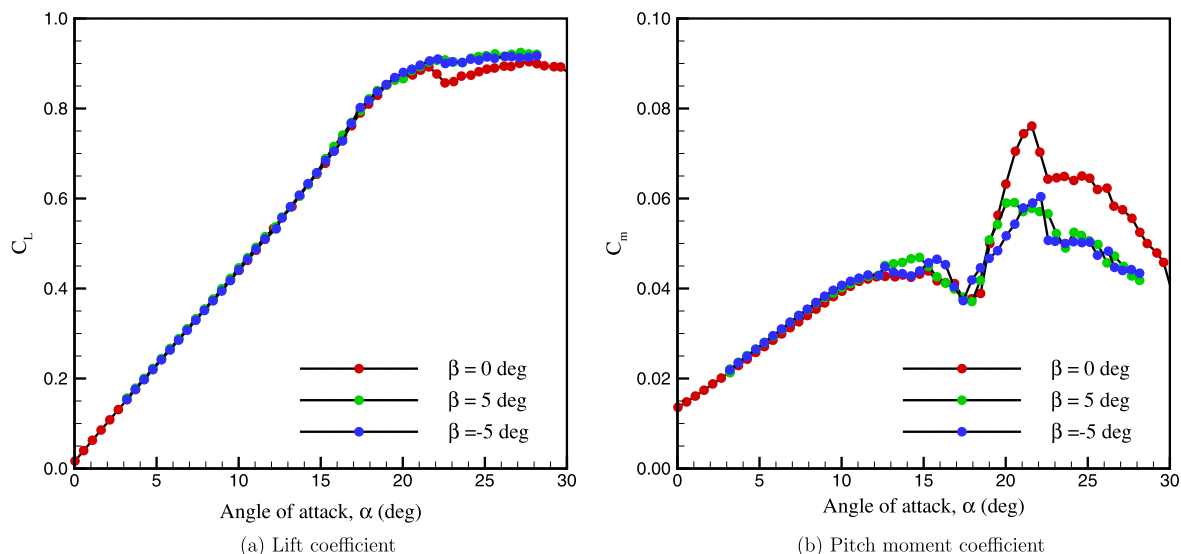 1.0
0.8
0.6
0.4
0.2
0.0
C_L
0 5 10 15 20 25 30
Angle of attack, α (deg)
β = 0 deg
β = 5 deg
β =-5 deg
(a) Lift coefficient
0.10
0.08
0.06
0.04
0.02
0.00
C_m
0 5 10 15 20 25 30
Angle of attack, α (deg)
β = 0 deg
β = 5 deg
β =-5 deg
(b) Pitch moment coefficient